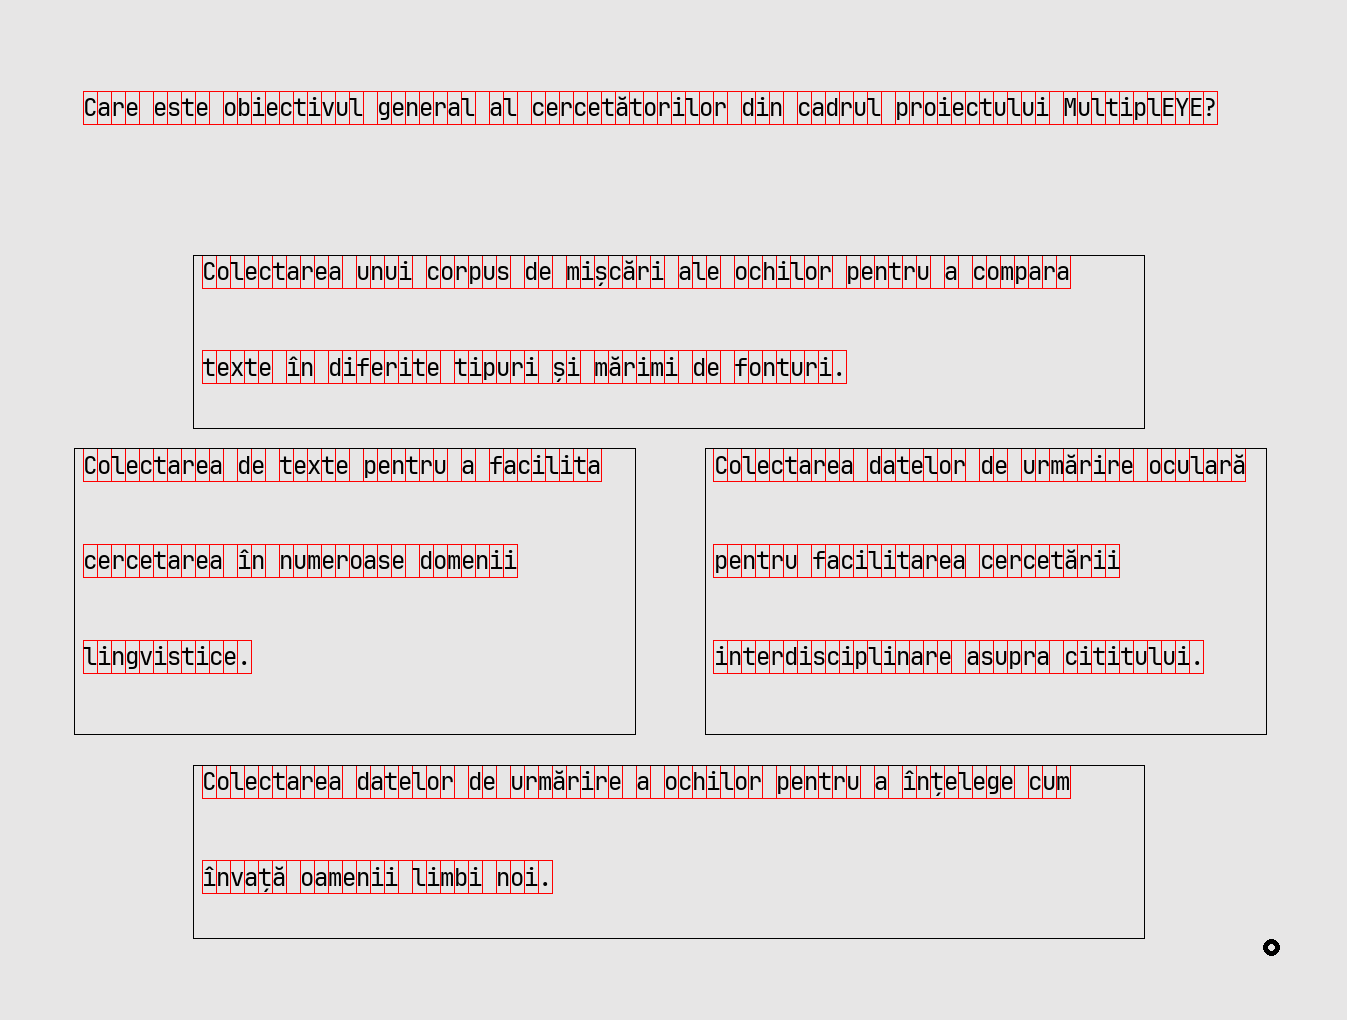 Care este obiectivul general al cercetătorilor din cadrul proiectului MultiplEYE?
Colectarea unui corpus de mișcări ale ochilor pentru a compara
texte în diferite tipuri și mărimi de fonturi.
Colectarea de texte pentru a facilita
cercetarea în numeroase domenii
lingvistice.
Colectarea datelor de urmărire oculară
pentru facilitarea cercetării
interdisciplinare asupra cititului.
Colectarea datelor de urmărire a ochilor pentru a înțelege cum
învață oamenii limbi noi.